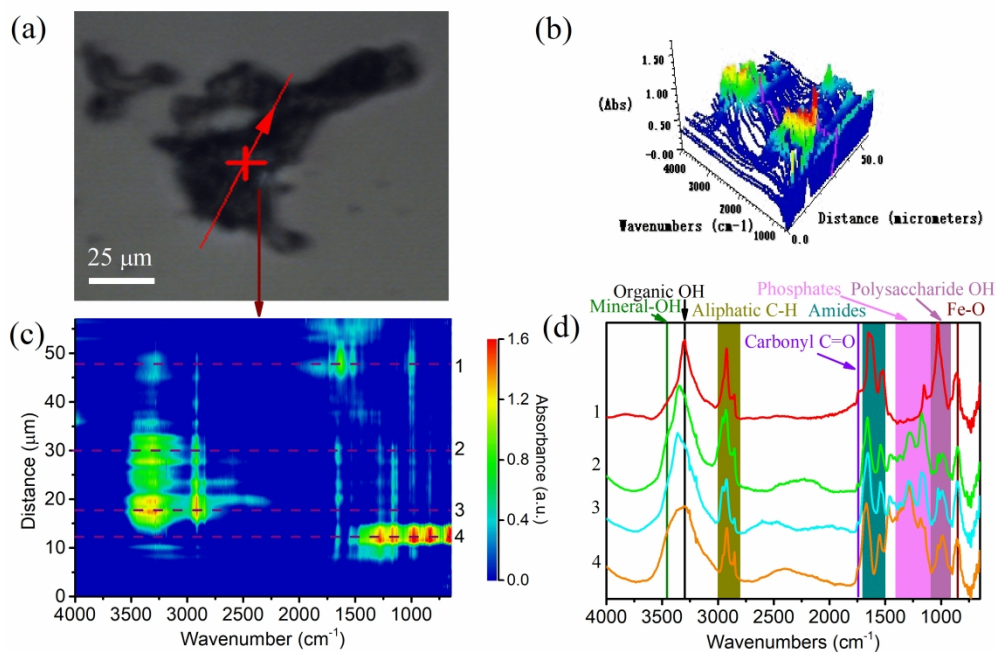 (a)
25 μm
(b)
1.50
(Abs) 1.00
0.50
-0.00
4000
3000
2000
1000
Wavenumbers (cm-1)
50.0
0.0
Distance (micrometers)
(c)
50
40
30
20
10
0
Distance(μm)
1
2
3
4
4000 3500 3000 2500 2000 1500 1000
Wavenumber (cm⁻¹)
1.6
1.2
0.8
0.4
0.0
Absorbance (a.u.)
(d)
Organic OH
Mineral-OH
Aliphatic C-H
Phosphates
Polysaccharide OH
Amides
Fe-O
Carbonyl C=O
1
2
3
4
4000 3500 3000 2500 2000 1500 1000
Wavenumbers (cm⁻¹)